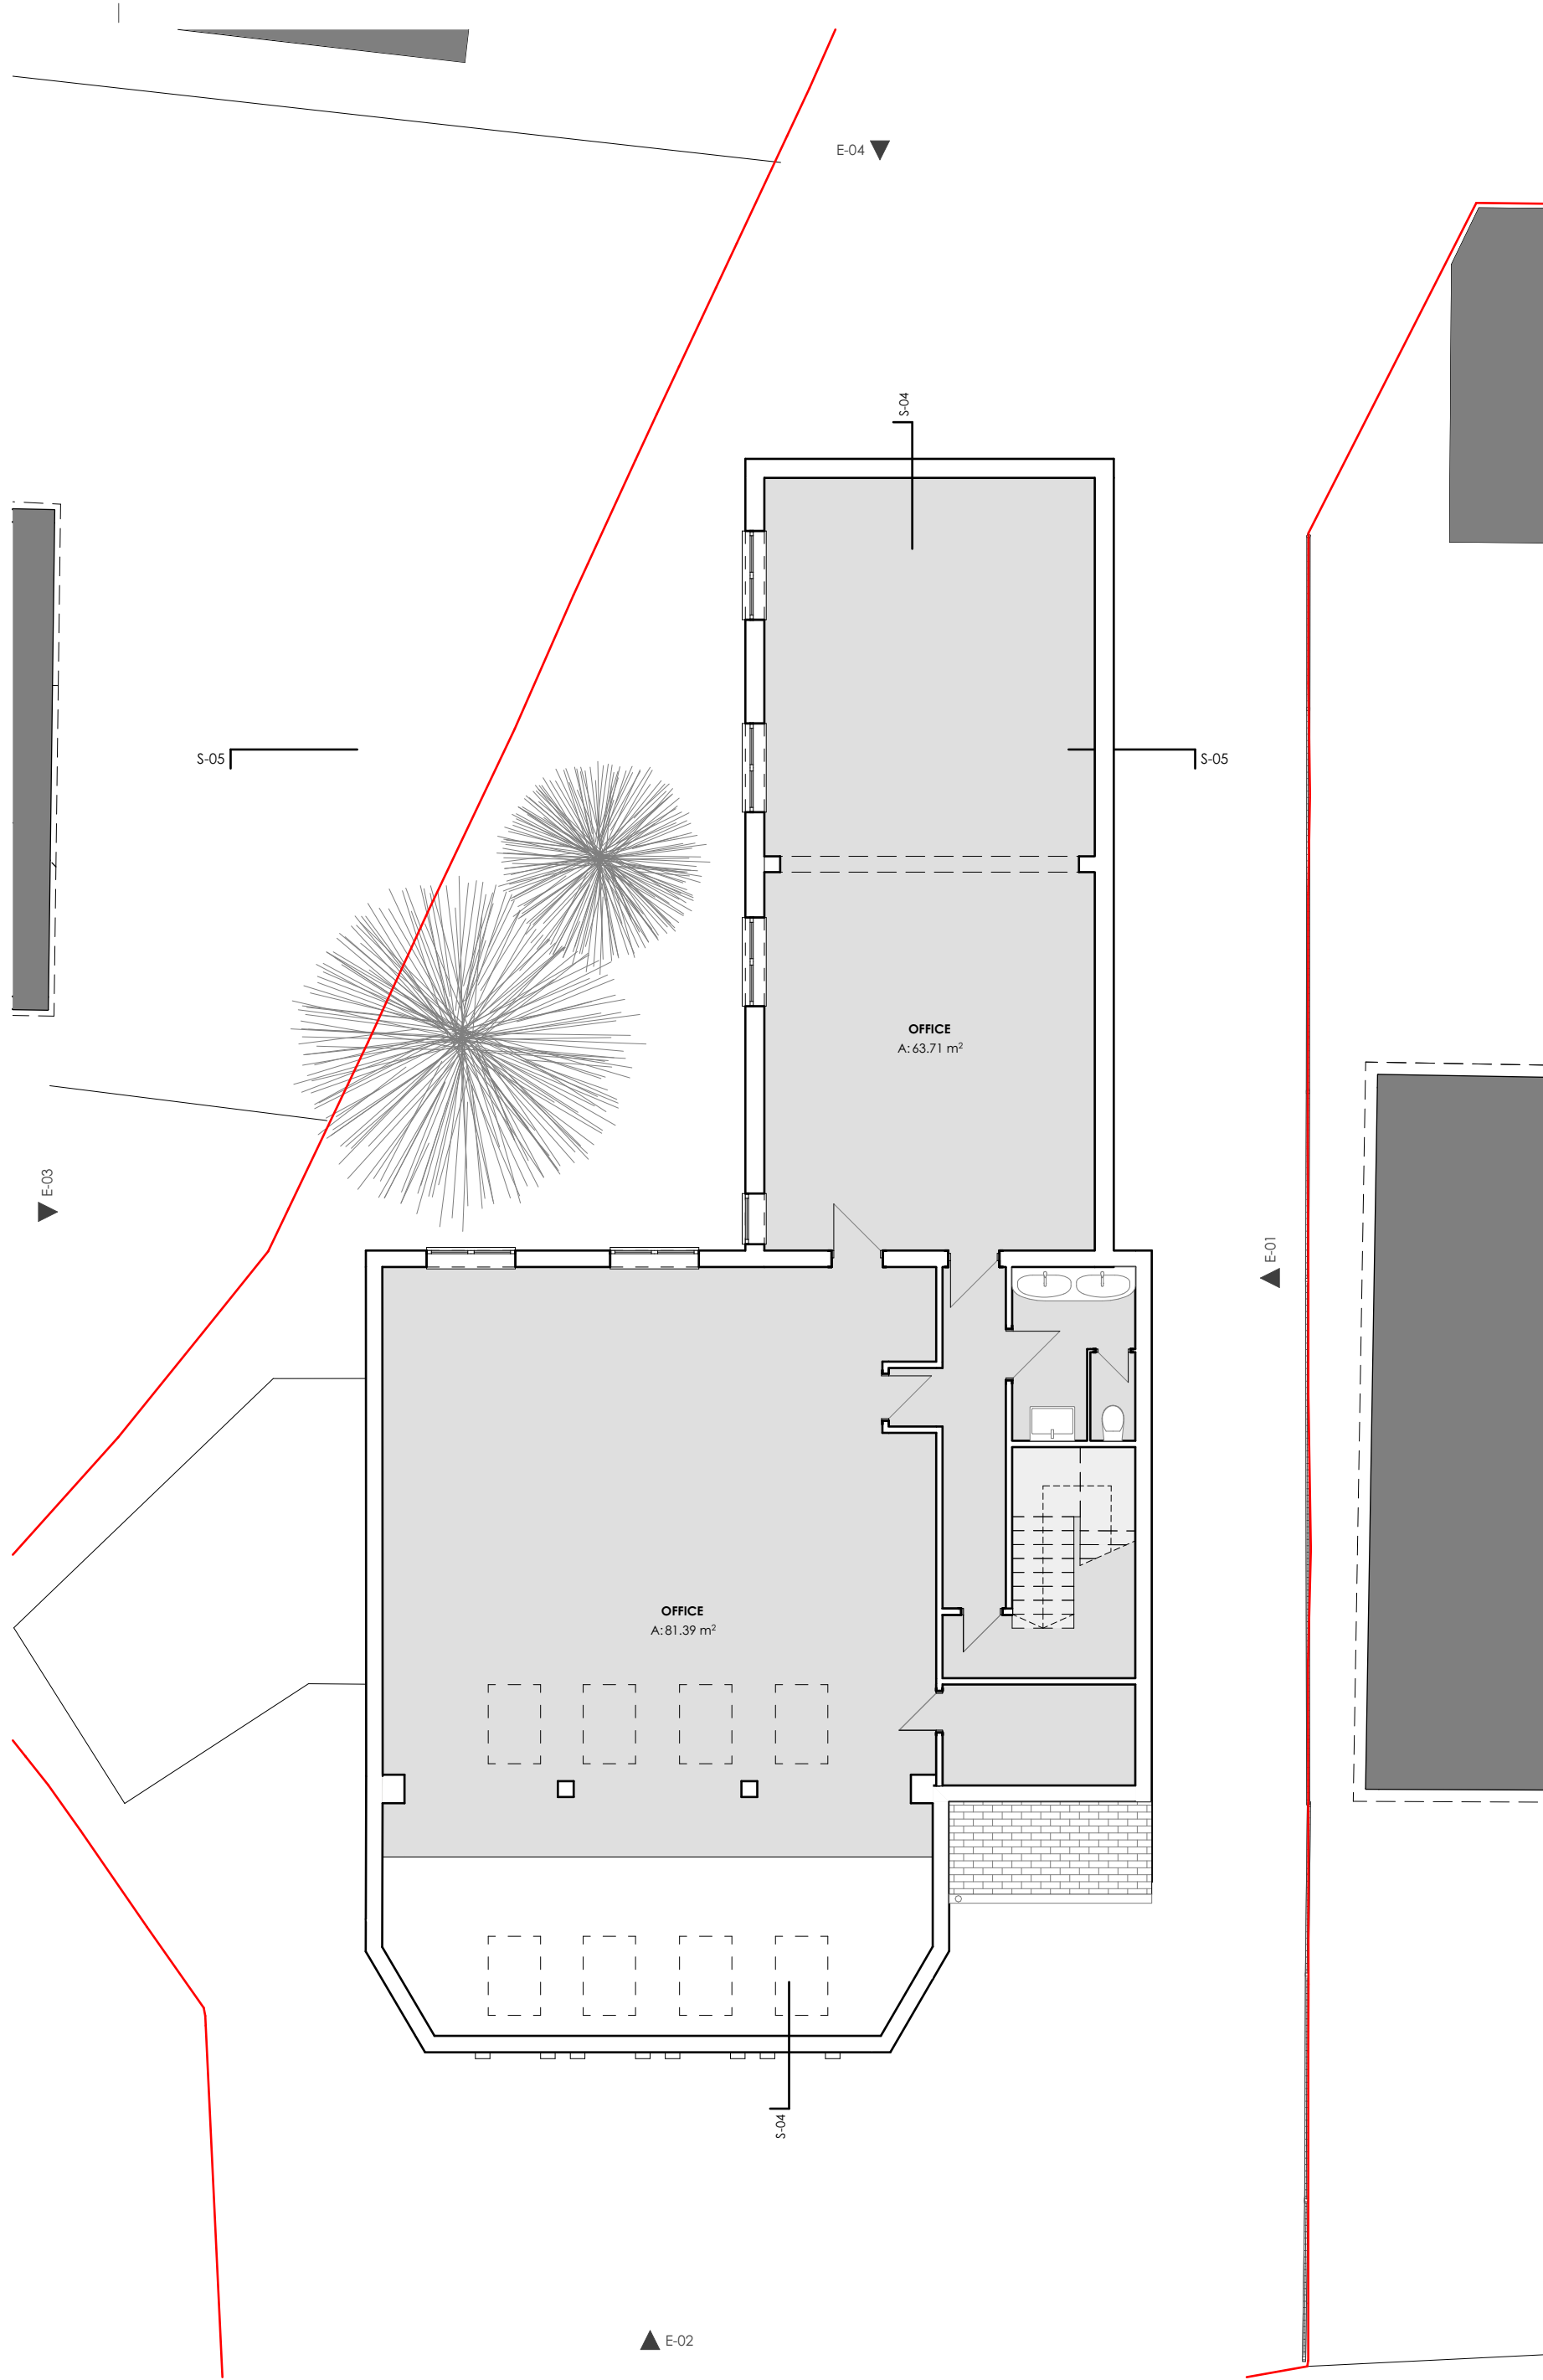 E-04
S-04
S-05
S-05
OFFICE
A: 63.71 m²
E-03
E-01
OFFICE
A: 81.39 m²
S-04
E-02